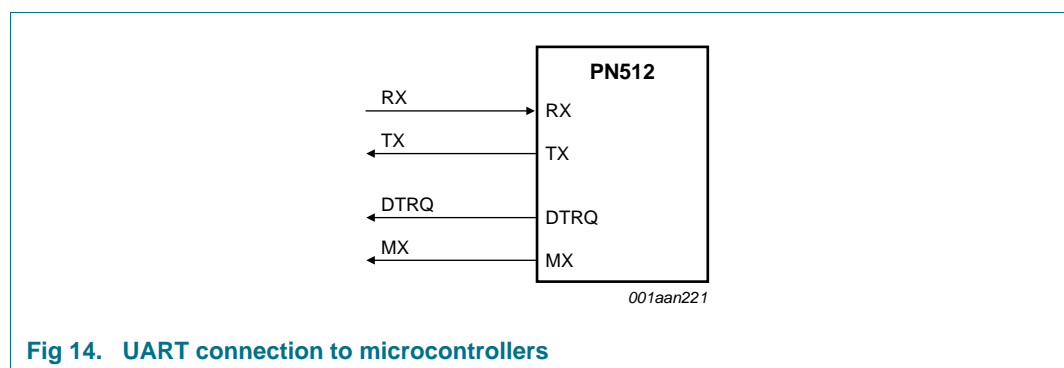 PN512
RX
RX
TX
TX
DTRQ
DTRQ
MX
MX
001aan221
Fig 14. UART connection to microcontrollers